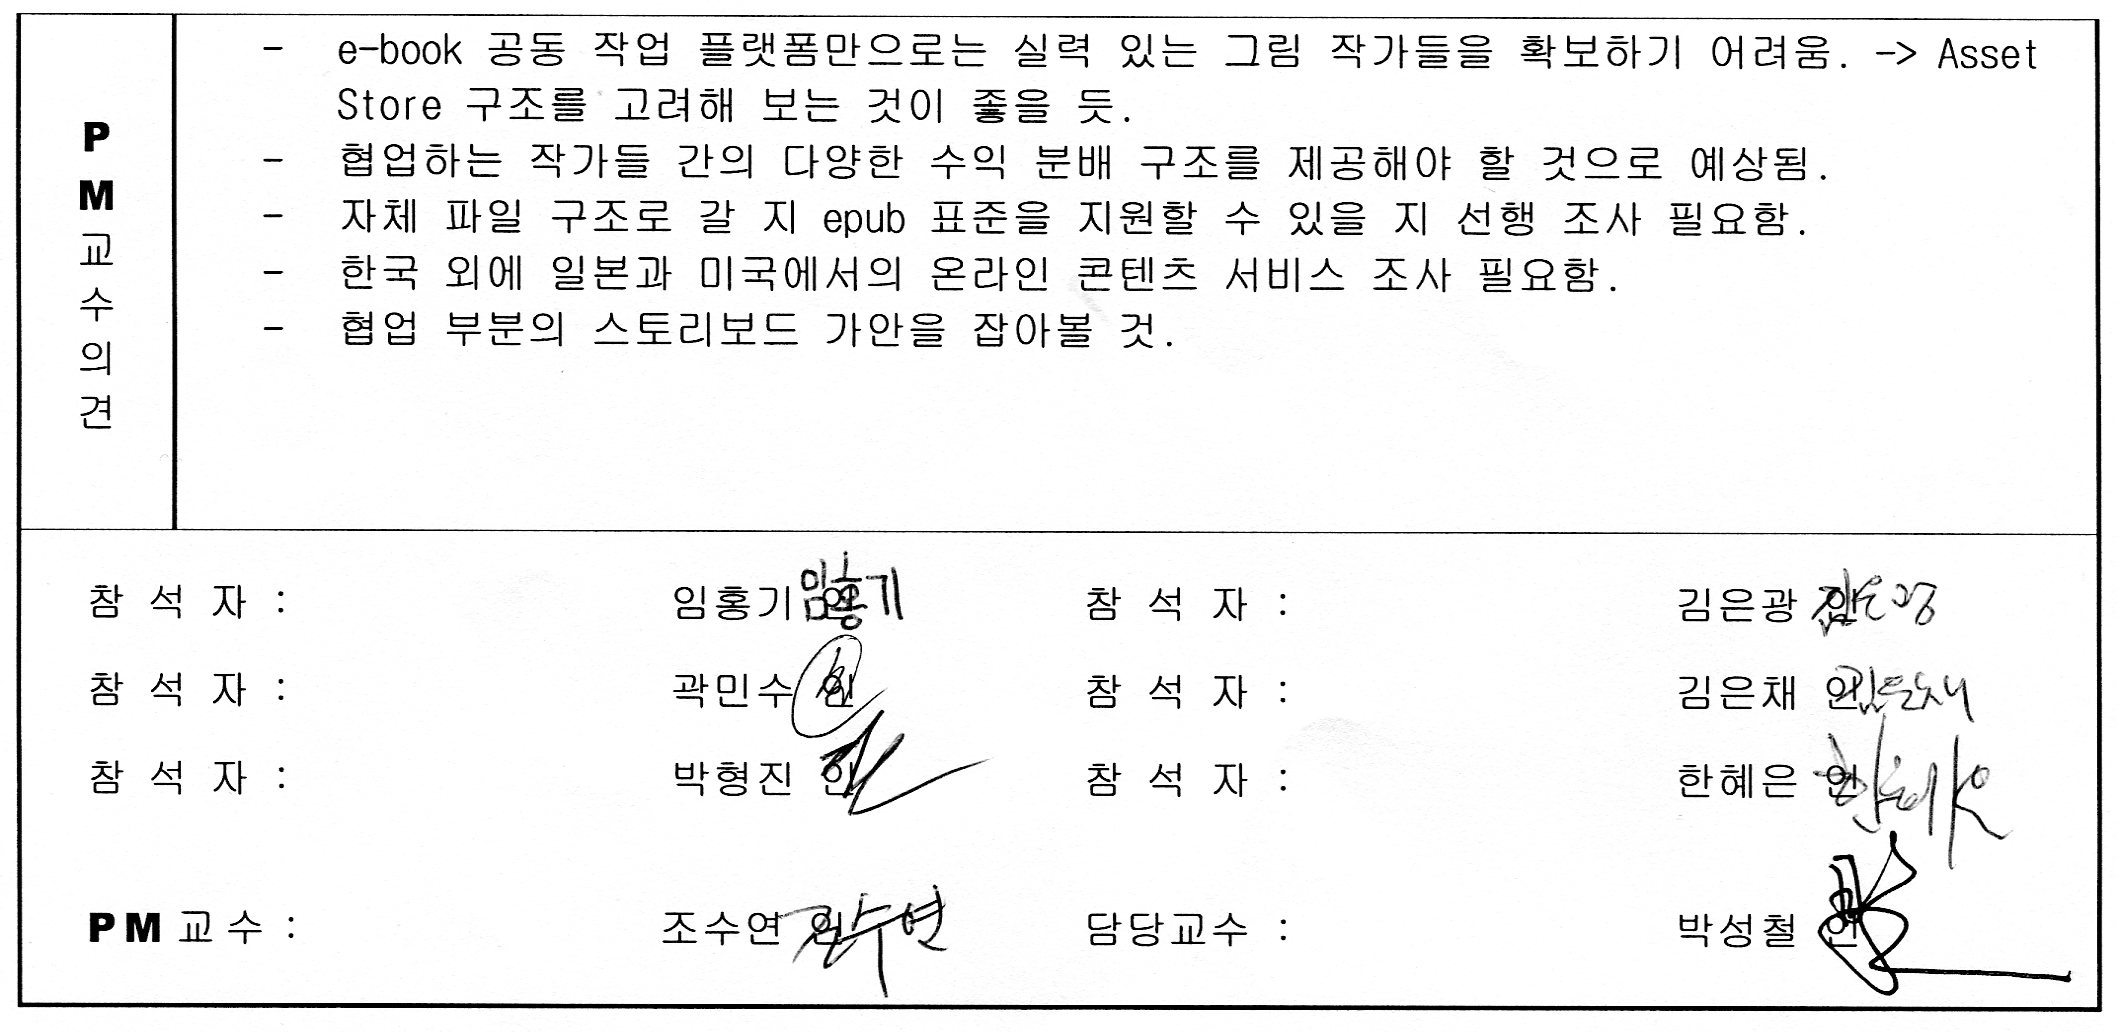 PM교수의견
- e-book 공동 작업 플랫폼만으로는 실력 있는 그림 작가들을 확보하기 어려움. -> Asset
Store 구조를 고려해 보는 것이 좋을 듯.
- 협업하는 작가들 간의 다양한 수익 분배 구조를 제공해야 할 것으로 예상됨.
- 자체 파일 구조로 갈 지 epub 표준을 지원할 수 있을 지 선행 조사 필요함.
- 한국 외에 일본과 미국에서의 온라인 콘텐츠 서비스 조사 필요함.
- 협업 부분의 스토리보드 가안을 잡아볼 것.
참 석 자 : 임홍기 인 임홍기 참 석 자 : 김은광 인 김은광
참 석 자 : 곽민수 인 참 석 자 : 김은채 인 김은채
참 석 자 : 박형진 인 참 석 자 : 한혜은 인 한혜은
PM교수 : 조수연 인 조수연 담당교수 : 박성철 인